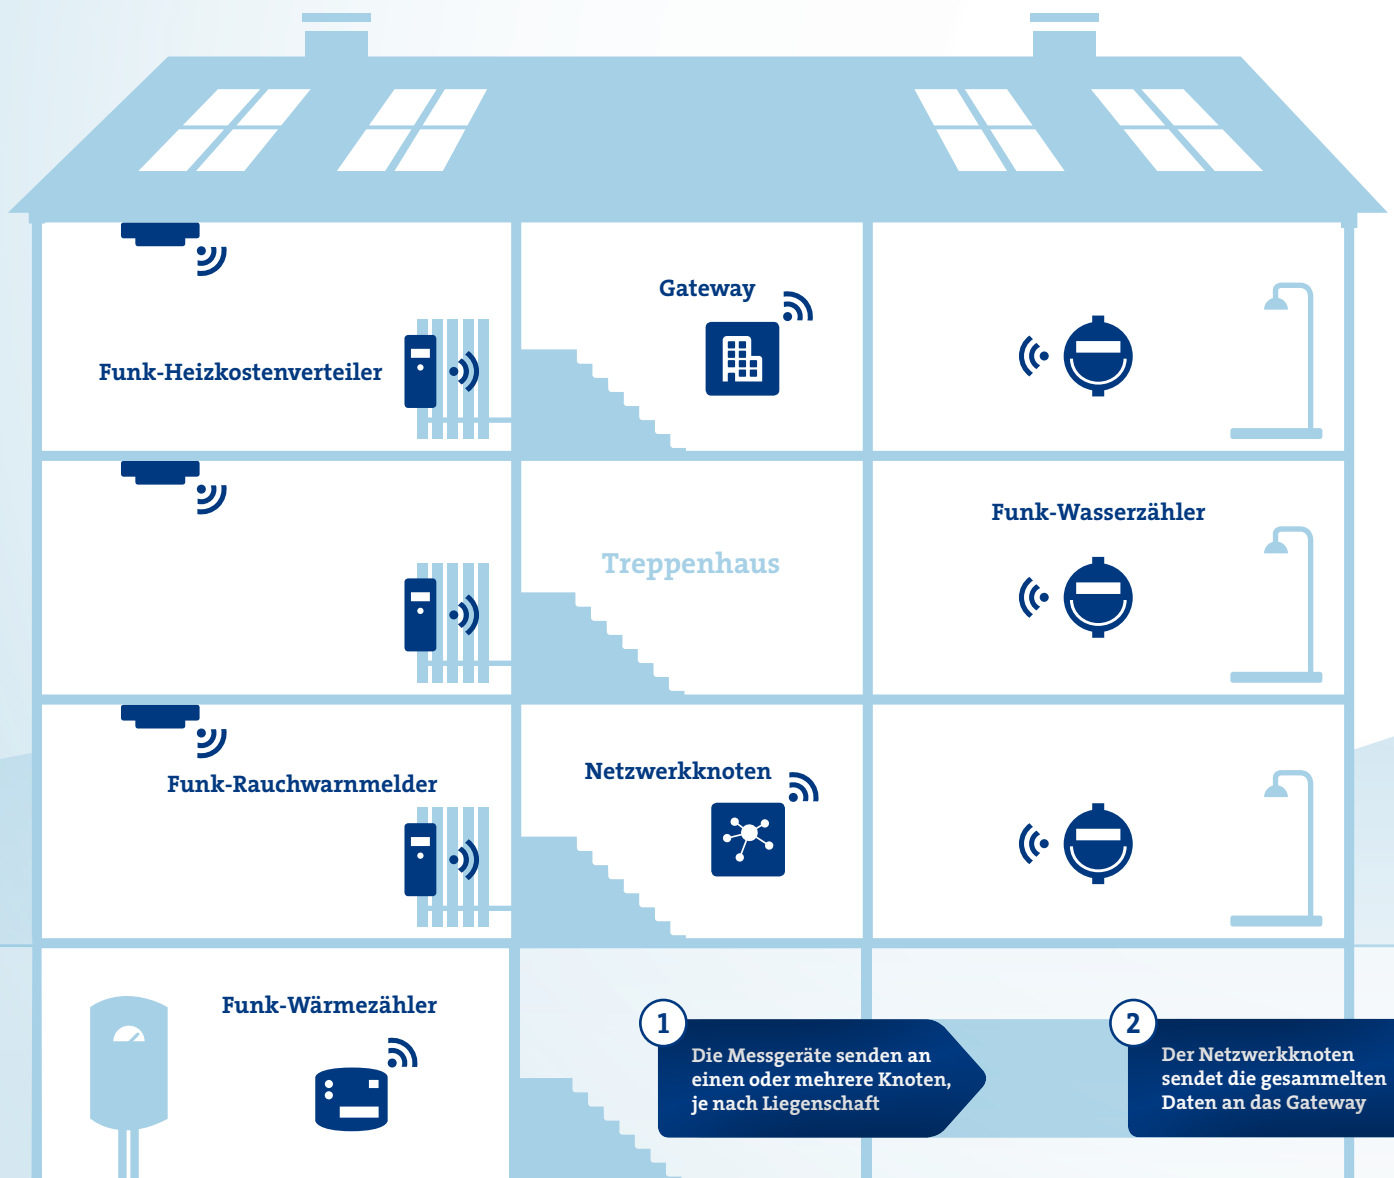 Gateway
Funk-Heizkostenverteiler
Funk-Wasserzähler
Treppenhaus
Netzwerkknoten
Funk-Rauchwarnmelder
Funk-Wärmezähler
1
Die Messgeräte senden an
einen oder mehrere Knoten,
je nach Liegenschaft
2
Der Netzwerkknoten
sendet die gesammelten
Daten an das Gateway